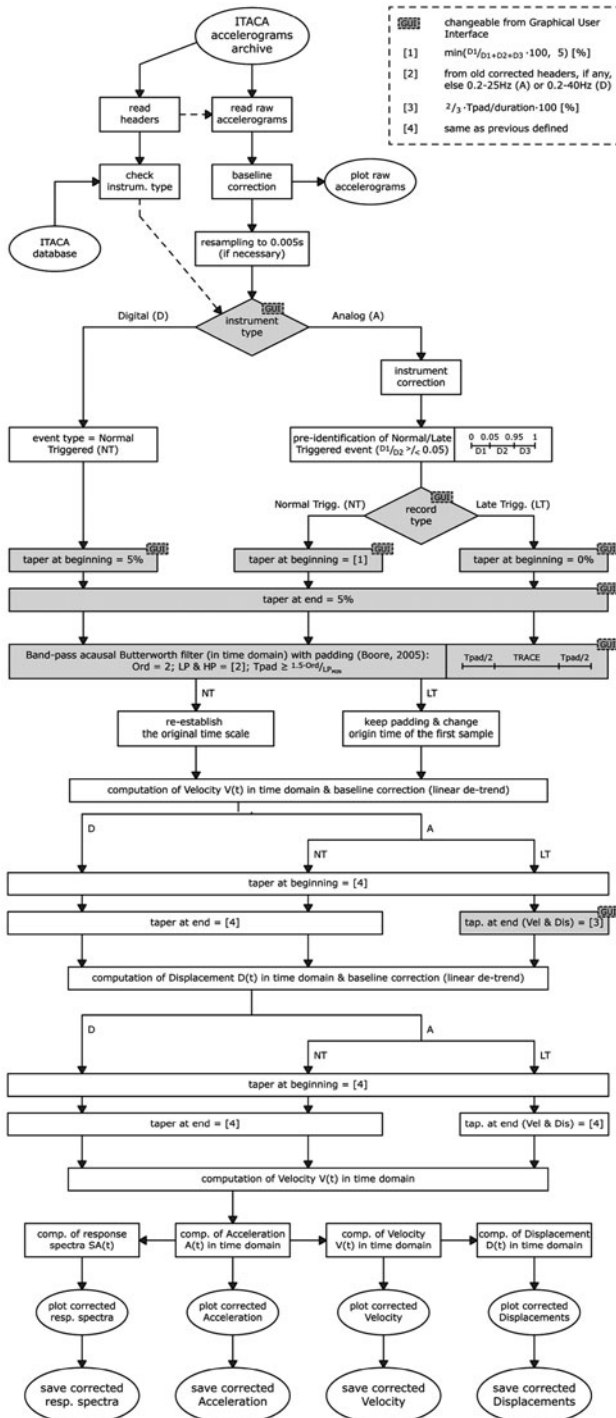 ITACA
accelerograms
archive
GUI
changeable from Graphical User
Interface
[1] min(D1/D1+D2+D3 ·100, 5) [%]
[2] from old corrected headers, if any,
else 0.2-25Hz (A) or 0.2-40Hz (D)
[3] 2/3 ·Tpad/duration·100 [%]
[4] same as previous defined
read
headers
read raw
accelerograms
check
instrum. type
baseline
correction
plot raw
accelerograms
ITACA
database
resampling to 0.005s
(if necessary)
GUI
Digital (D)
instrument
type
Analog (A)
instrument
correction
event type = Normal
Triggered (NT)
pre-identification of Normal/Late
Triggered event (D1/D2 >/< 0.05)
0 0.05 0.95 1
D1 D2 D3
GUI
Normal Trigg. (NT)
record
type
Late Trigg. (LT)
GUI
taper at beginning = 5%
GUI
taper at beginning = [1]
GUI
taper at beginning = 0%
GUI
taper at end = 5%
GUI
Band-pass acausal Butterworth filter (in time domain) with padding (Boore, 2005):
Ord = 2; LP & HP = [2]; Tpad ≥ 1.5·Ord/LPMIN
Tpad/2 TRACE Tpad/2
NT
LT
re-establish
the original time scale
keep padding & change
origin time of the first sample
computation of Velocity V(t) in time domain & baseline correction (linear de-trend)
D
A
NT
LT
taper at beginning = [4]
taper at end = [4]
GUI
tap. at end (Vel & Dis) = [3]
computation of Displacement D(t) in time domain & baseline correction (linear de-trend)
D
A
NT
LT
taper at beginning = [4]
taper at end = [4]
tap. at end (Vel & Dis) = [4]
computation of Velocity V(t) in time domain
comp. of response
spectra SA(t)
comp. of Acceleration
A(t) in time domain
comp. of Velocity
V(t) in time domain
comp. of Displacement
D(t) in time domain
plot corrected
resp. spectra
plot corrected
Acceleration
plot corrected
Velocity
plot corrected
Displacements
save corrected
resp. spectra
save corrected
Acceleration
save corrected
Velocity
save corrected
Displacements